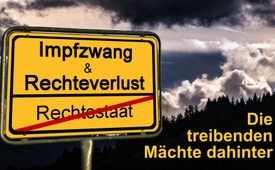 Impfzwang
&
Rechteverlust
Rechtsstaat
Die
treibenden
Mächte dahinter